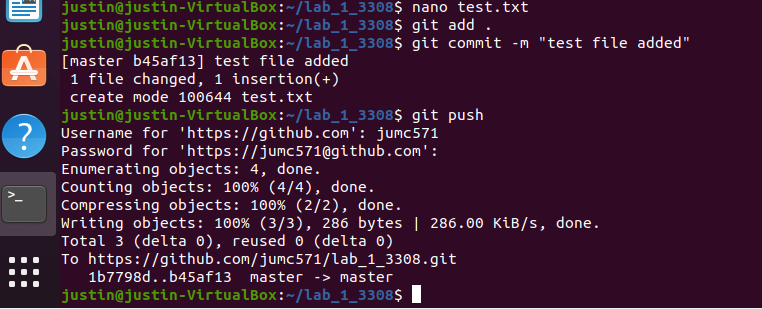 justin@justin-VirtualBox:~/lab_1_3308$ nano test.txt
justin@justin-VirtualBox:~/lab_1_3308$ git add .
justin@justin-VirtualBox:~/lab_1_3308$ git commit -m "test file added"
[master b45af13] test file added
 1 file changed, 1 insertion(+)
 create mode 100644 test.txt
justin@justin-VirtualBox:~/lab_1_3308$ git push
Username for 'https://github.com': jumc571
Password for 'https://jumc571@github.com':
Enumerating objects: 4, done.
Counting objects: 100% (4/4), done.
Compressing objects: 100% (2/2), done.
Writing objects: 100% (3/3), 286 bytes | 286.00 KiB/s, done.
Total 3 (delta 0), reused 0 (delta 0)
To https://github.com/jumc571/lab_1_3308.git
   1b7798d..b45af13  master -> master
justin@justin-VirtualBox:~/lab_1_3308$